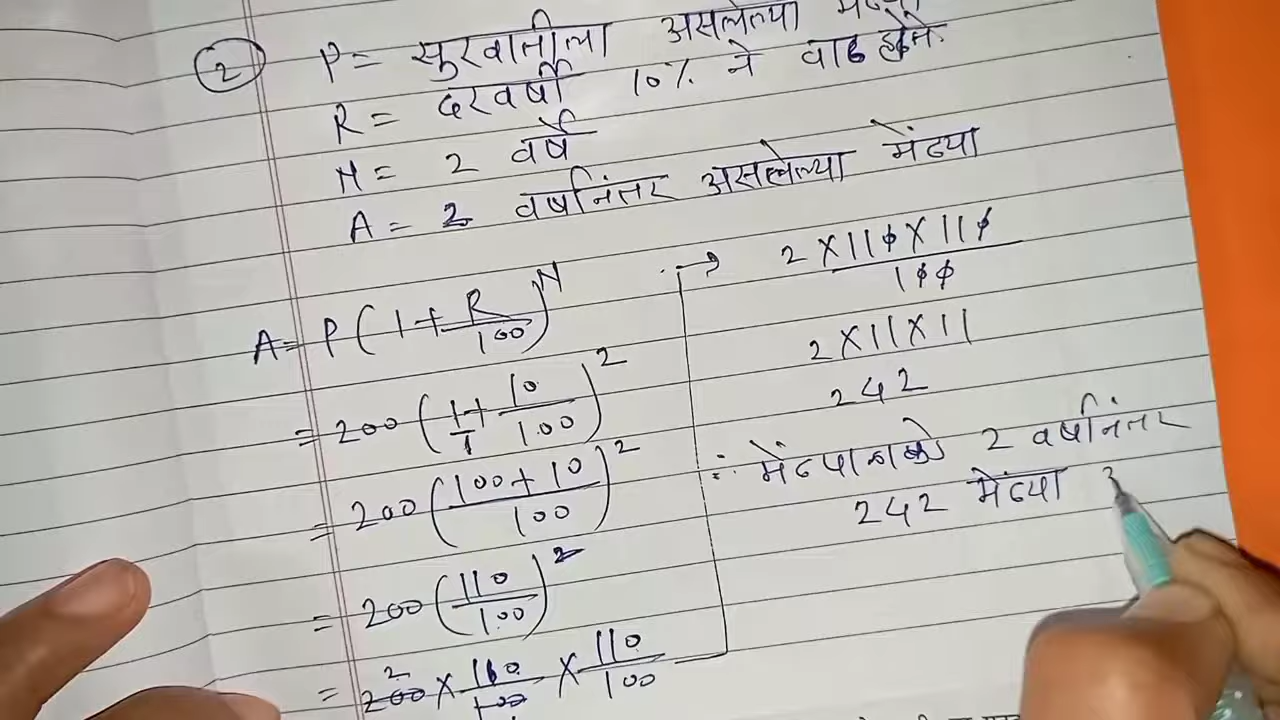 2 P = सुरवातीला असलेल्या
R = दरवर्षी 10% ने वाढ होते.
N = 2 वर्षे
A = 2 वर्षानंतर असलेल्या मेंढ्या
A = P(1+R/100)^N
= 200(1/1+10/100)^2
= 200(100+10/100)^2
= 200(110/100)^2
= 200 2 × 110/100 × 110/100
→ 2×110×110/100
2×11×11
242
∴ मेंढपाळाकडे 2 वर्षानंतर
242 मेंढ्या